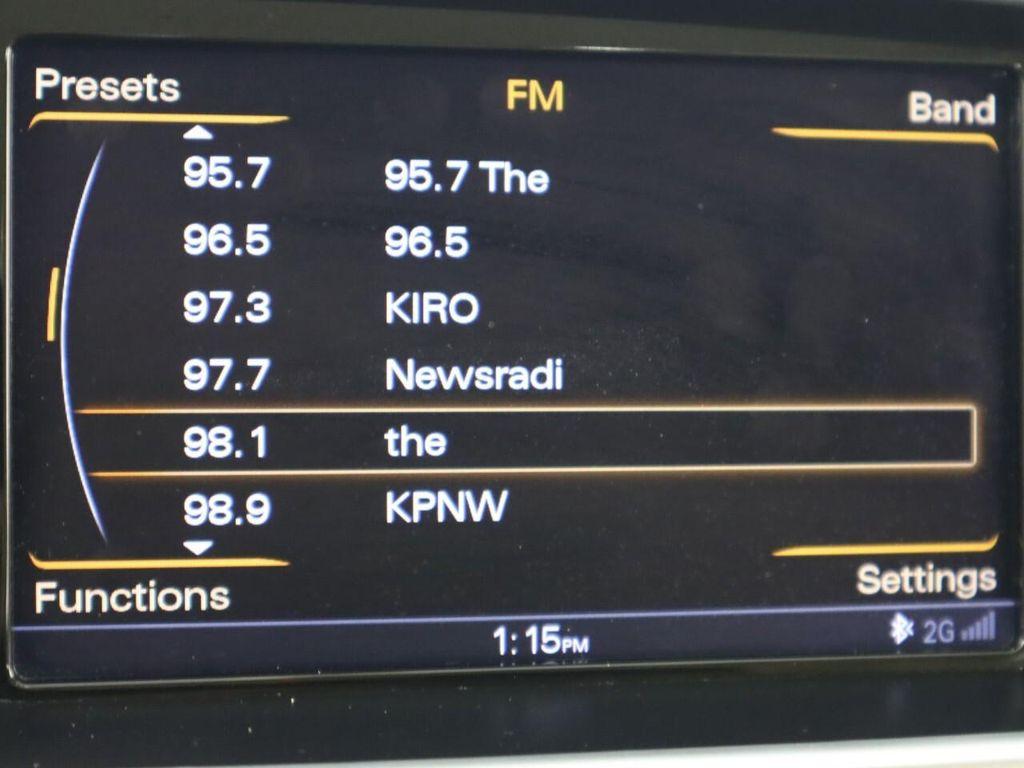 Presets FM Band
95.7 95.7 The
96.5 96.5
97.3 KIRO
97.7 Newsradi
98.1 the
98.9 KPNW
Functions Settings
1:15PM 2G